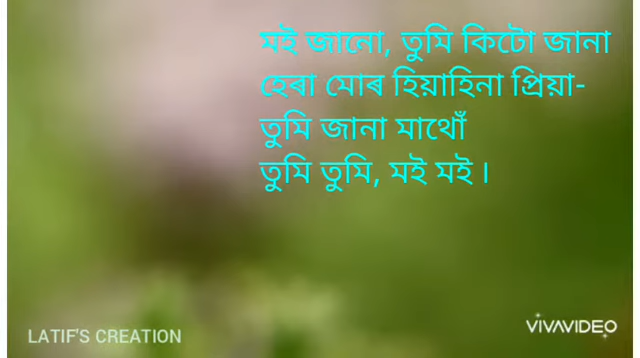 মই জানো, তুমি কিটো জানা
হেৰা মোৰ হিয়াহিনা প্ৰিয়া-
তুমি জানা মাথোঁ
তুমি তুমি, মই মই ।
LATIF'S CREATION
VIVAVIDEO